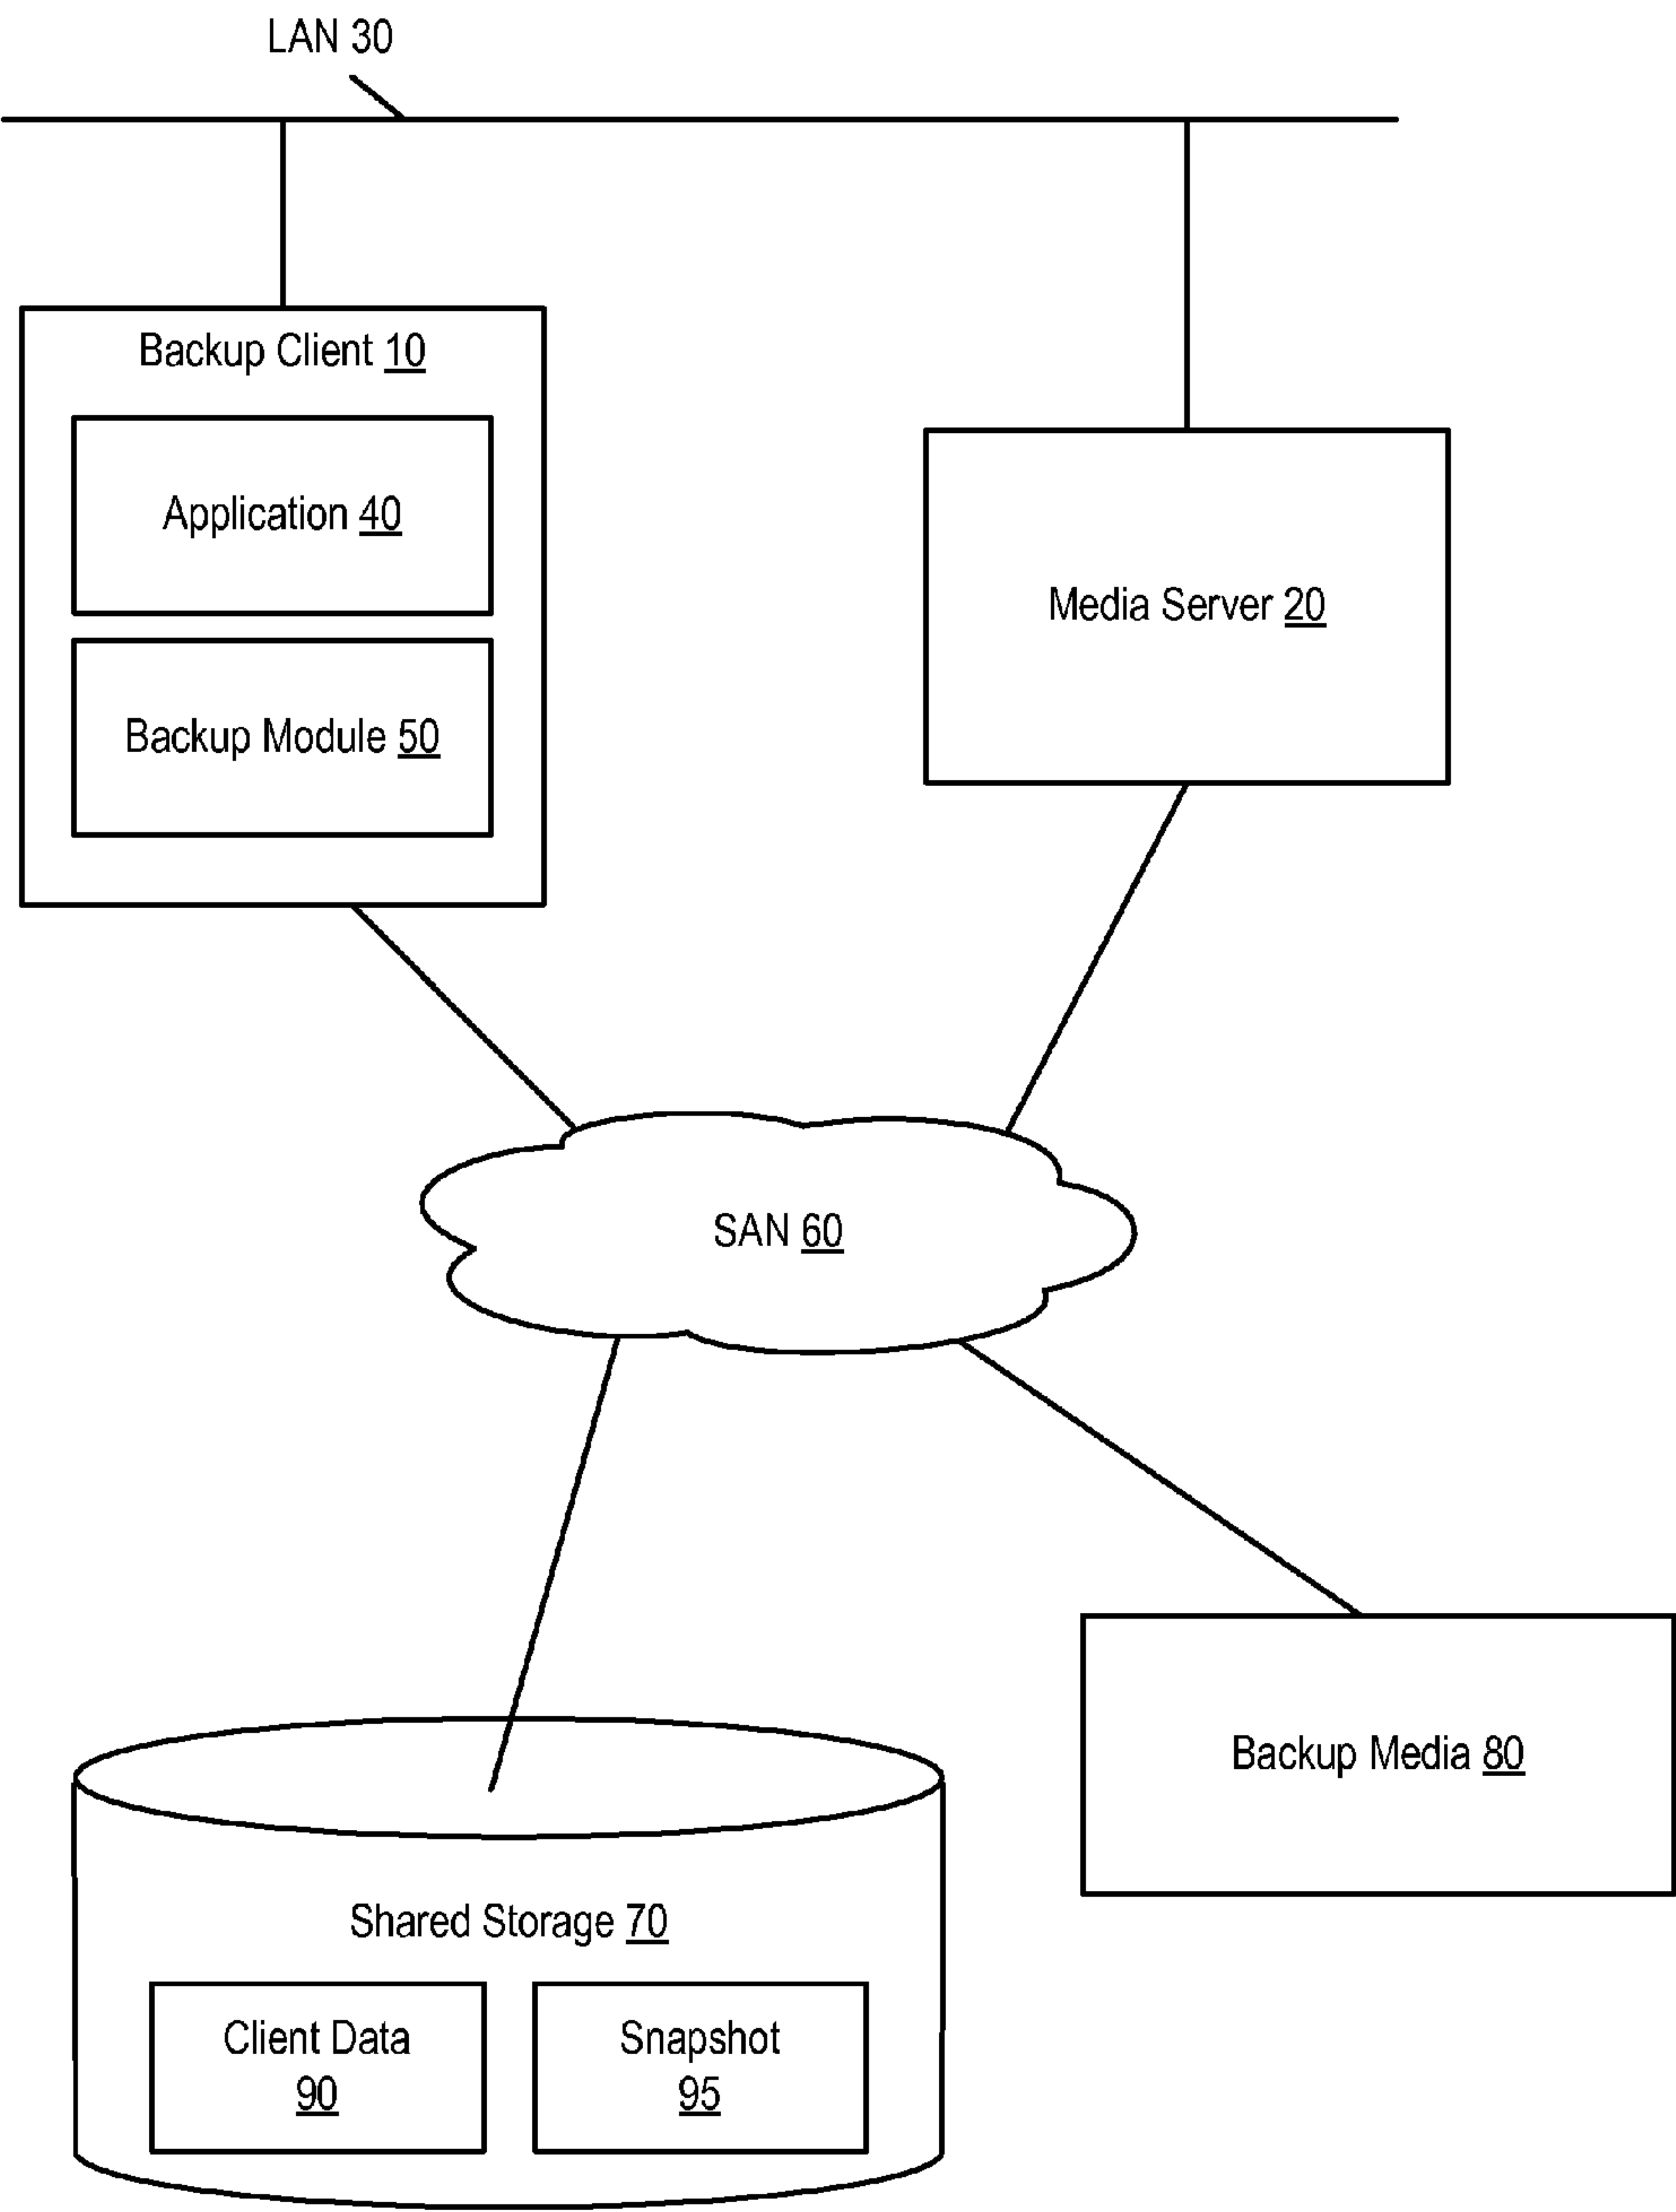 LAN 30
Backup Client 10
Application 40
Backup Module 50
Media Server 20
SAN 60
Backup Media 80
Shared Storage 70
Client Data
90
Snapshot
95